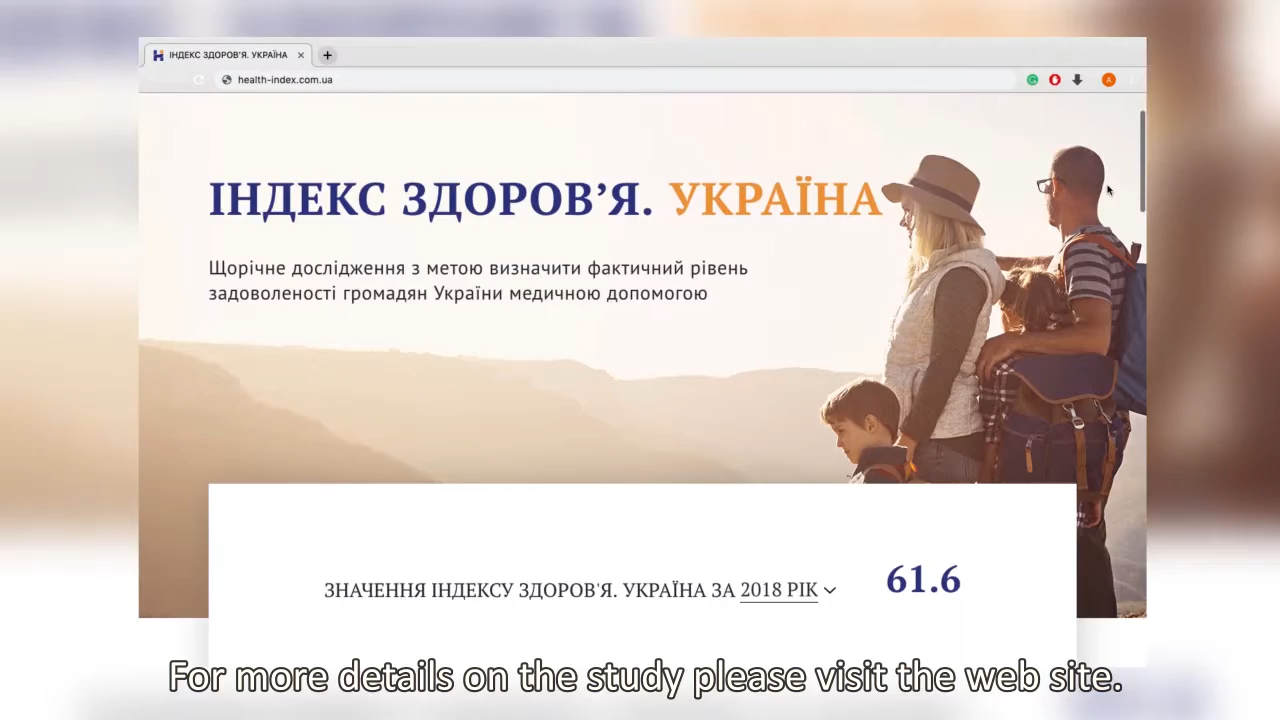 ІНДЕКС ЗДОРОВ'Я. УКРАЇНА
health-index.com.ua
ІНДЕКС ЗДОРОВ’Я. УКРАЇНА
Щорічне дослідження з метою визначити фактичний рівень
задоволеності громадян України медичною допомогою
ЗНАЧЕННЯ ІНДЕКСУ ЗДОРОВ'Я. УКРАЇНА ЗА 2018 РІК 61.6
For more details on the study please visit the web site.